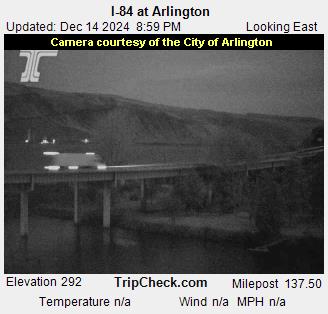 I-84 at Arlington
Updated: Dec 14 2024 8:59 PM Looking East
Camera courtesy of the City of Arlington
Elevation 292 TripCheck.com Milepost 137.50
Temperature n/a Wind n/a MPH n/a